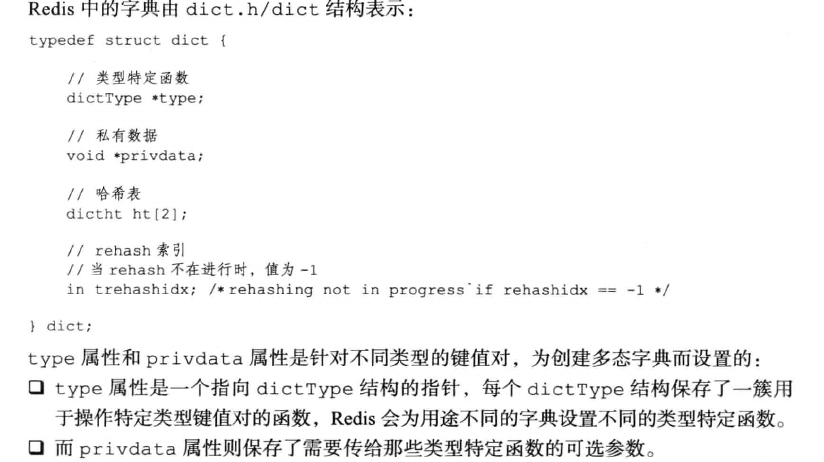 Redis 中的字典由 dict.h/dict 结构表示：
typedef struct dict {
// 类型特定函数
dictType *type;
// 私有数据
void *privdata;
// 哈希表
dictht ht[2];
// rehash 索引
// 当 rehash 不在进行时，值为 -1
in trehashidx; /* rehashing not in progress if rehashidx == -1 */
} dict;
type 属性和 privdata 属性是针对不同类型的键值对，为创建多态字典而设置的：
❑ type 属性是一个指向 dictType 结构的指针，每个 dictType 结构保存了一簇用
于操作特定类型键值对的函数，Redis 会为用途不同的字典设置不同的类型特定函数。
❑ 而 privdata 属性则保存了需要传给那些类型特定函数的可选参数。